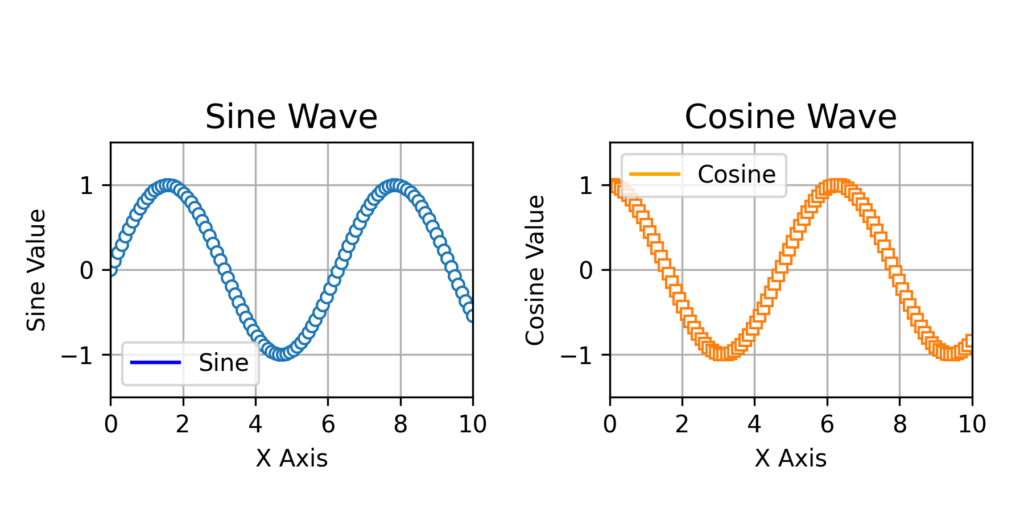 Sine Wave
Sine Value
1
0
−1
Sine
0 2 4 6 8 10
X Axis
Cosine Wave
Cosine Value
1
0
−1
Cosine
0 2 4 6 8 10
X Axis